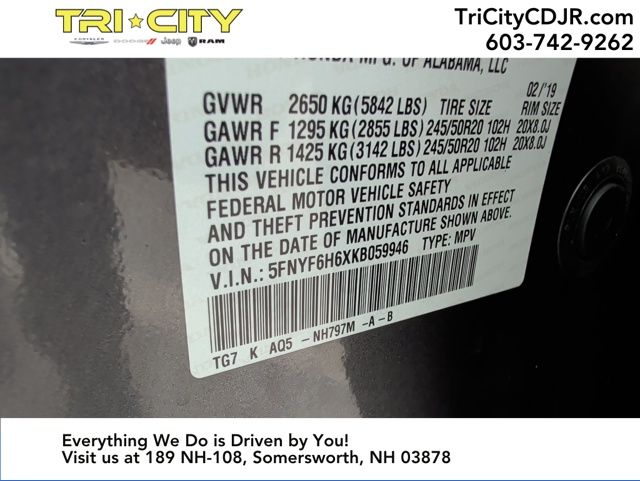 TRI-CITY
CHRYSLER DODGE Jeep RAM
TriCityCDJR.com
603-742-9262
HONDA MFG. OF ALABAMA, LLC
02/'19
GVWR 2650 KG(5842 LBS) TIRE SIZE RIM SIZE
GAWR F 1295 KG(2855 LBS) 245/50R20 102H 20X8.0J
GAWR R 1425 KG(3142 LBS) 245/50R20 102H 20X8.0J
THIS VEHICLE CONFORMS TO ALL APPLICABLE
FEDERAL MOTOR VEHICLE SAFETY
AND THEFT PREVENTION STANDARDS IN EFFECT
ON THE DATE OF MANUFACTURE SHOWN ABOVE.
V.I.N.: 5FNYF6H6XKB059946 TYPE: MPV
TG7 K AQ5 -NH797M -A-B
Everything We Do is Driven by You!
Visit us at 189 NH-108, Somersworth, NH 03878